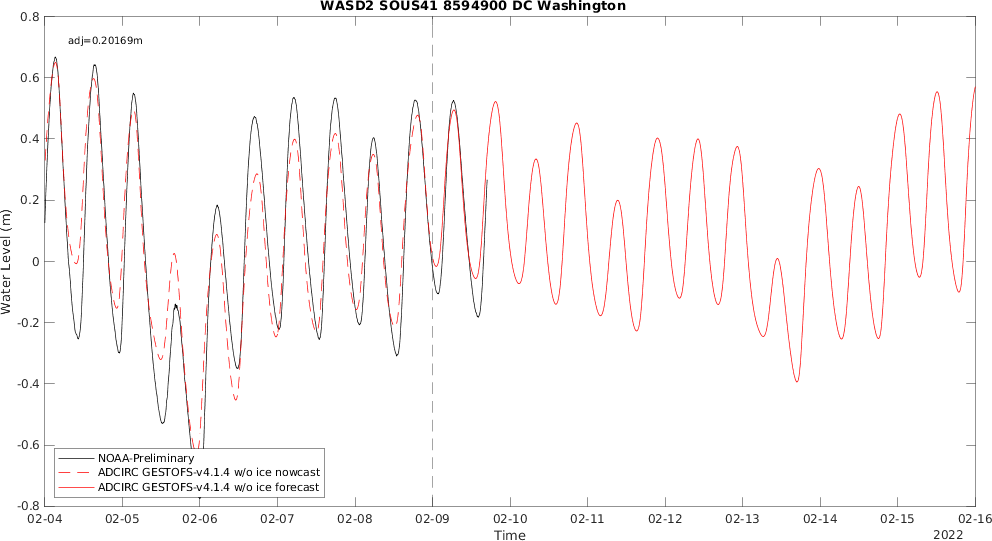 WASD2 SOUS41 8594900 DC Washington
adj=0.20169m
0.8
0.6
0.4
0.2
0
-0.2
-0.4
-0.6
-0.8
Water Level (m)
NOAA-Preliminary
ADCIRC GESTOFS-v4.1.4 w/o ice nowcast
ADCIRC GESTOFS-v4.1.4 w/o ice forecast
02-04 02-05 02-06 02-07 02-08 02-09 02-10 02-11 02-12 02-13 02-14 02-15 02-16
Time
2022